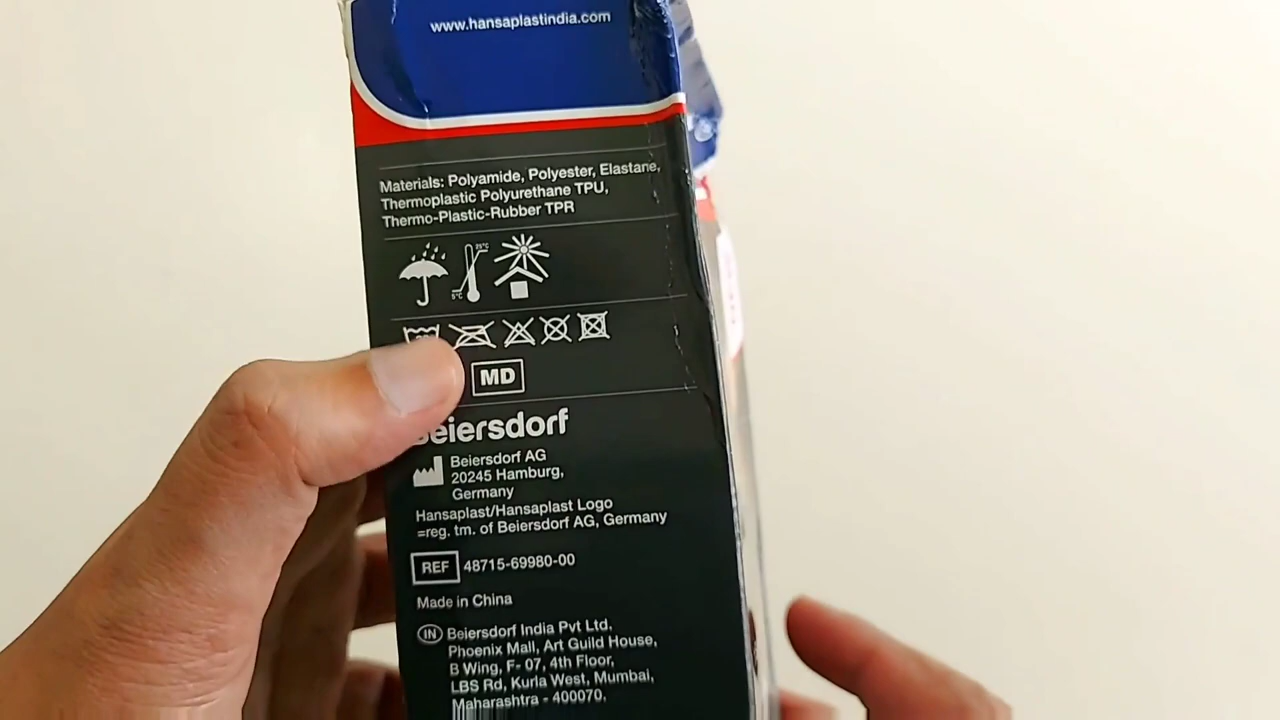 www.hansaplastindia.com
Materials: Polyamide, Polyester, Elastane,
Thermoplastic Polyurethane TPU,
Thermo-Plastic-Rubber TPR
25°C
5°C
MD
Beiersdorf
Beiersdorf AG
20245 Hamburg,
Germany
Hansaplast/Hansaplast Logo
=reg. tm. of Beiersdorf AG, Germany
REF 48715-69980-00
Made in China
IN Beiersdorf India Pvt Ltd,
Phoenix Mall, Art Guild House,
B Wing, F- 07, 4th Floor,
LBS Rd, Kurla West, Mumbai,
Maharashtra - 400070.